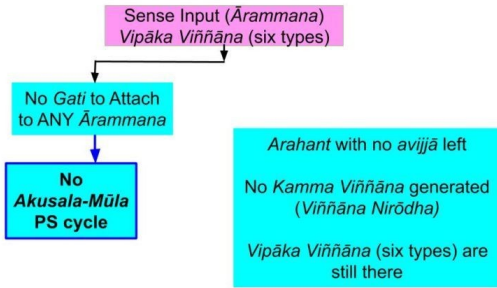 Sense Input (Ārammana)
Vipāka Viññāna (six types)
No Gati to Attach
to ANY Ārammana
No
Akusala-Mūla
PS cycle
Arahant with no avijjā left
No Kamma Viññāna generated
(Viññāna Nirōdha)
Vipāka Viññāna (six types) are
still there